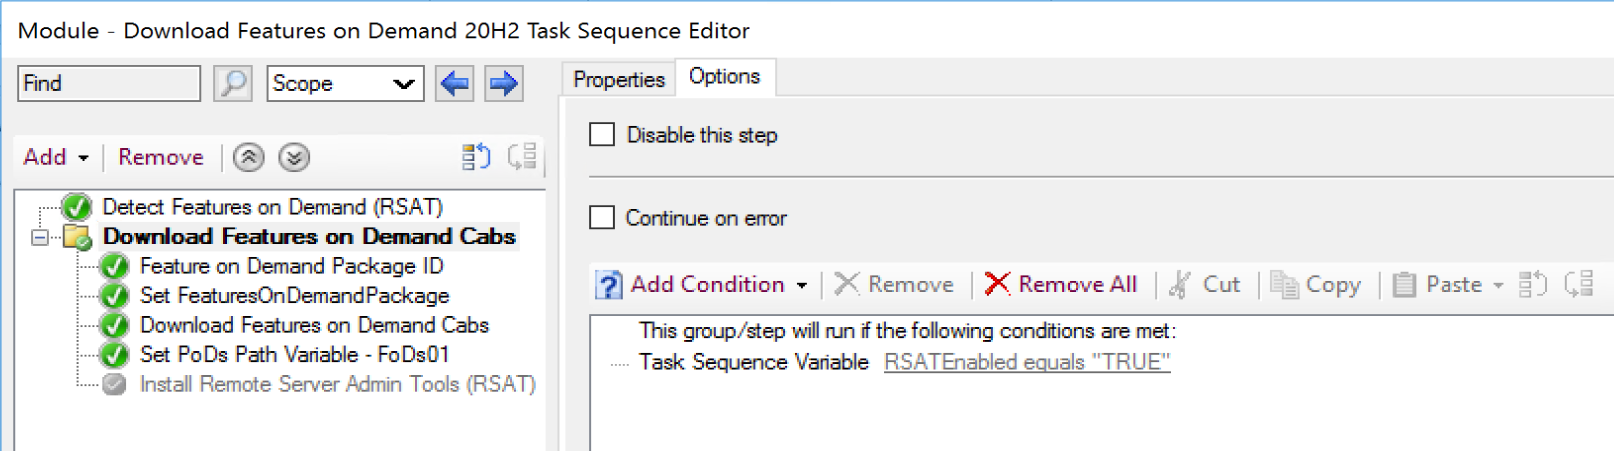 Module - Download Features on Demand 20H2 Task Sequence Editor
Find
Scope
Properties
Options
Disable this step
Add
Remove
Continue on error
Detect Features on Demand (RSAT)
Download Features on Demand Cabs
Feature on Demand Package ID
Set FeaturesOnDemandPackage
Download Features on Demand Cabs
Set PoDs Path Variable - FoDs01
Install Remote Server Admin Tools (RSAT)
Add Condition
Remove
Remove All
Cut
Copy
Paste
This group/step will run if the following conditions are met:
Task Sequence Variable RSATEnabled equals "TRUE"